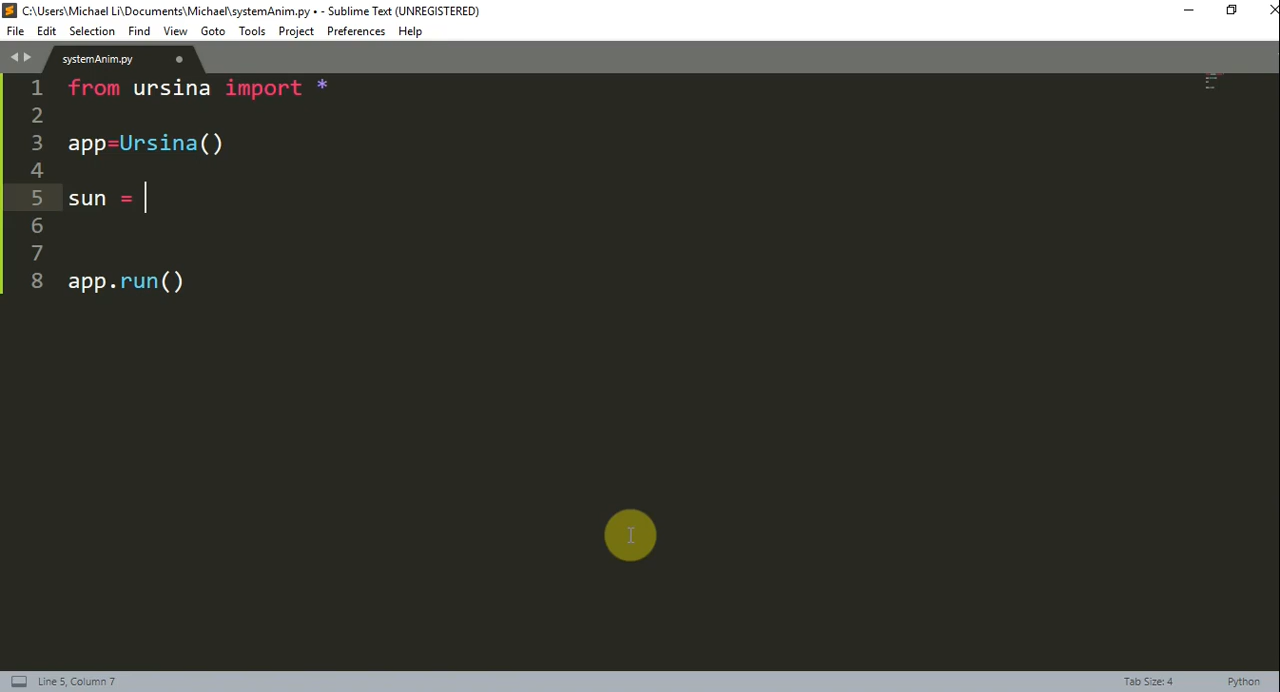 C:\Users\Michael Li\Documents\Michael\systemAnim.py • - Sublime Text (UNREGISTERED)
File Edit Selection Find View Goto Tools Project Preferences Help
systemAnim.py
1 from ursina import *
2
3 app=Ursina()
4
5 sun =
6
7
8 app.run()
Line 5, Column 7 Tab Size: 4 Python